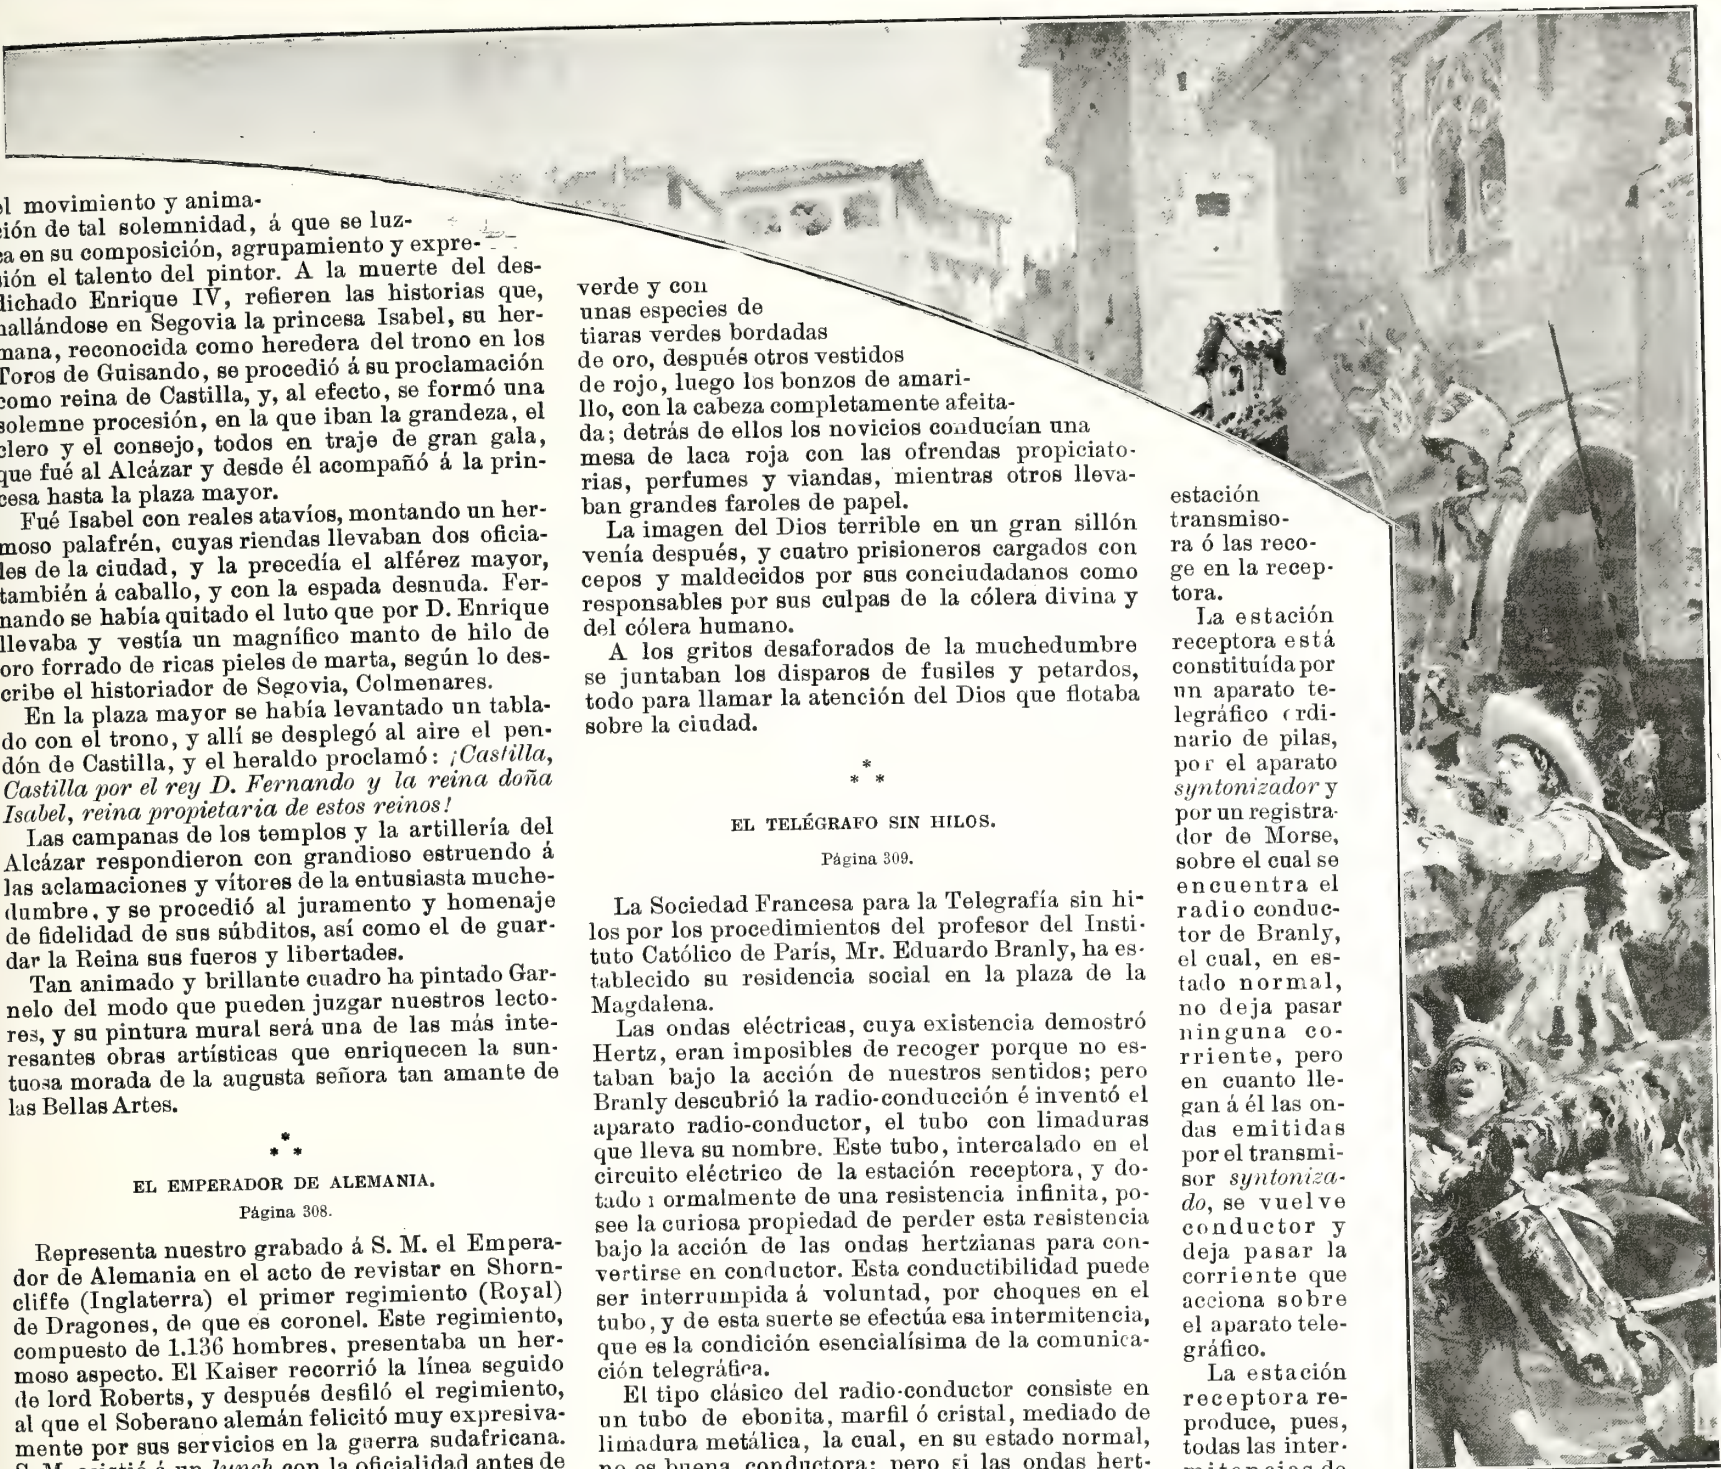 el movimiento y anima-
ción de tal solemnidad, á que se luz-
ca en su composición, agrupamiento y expre-
sión el talento del pintor. A la muerte del des-
dichado Enrique IV, refieren las historias que,
hallándose en Segovia la princesa Isabel, su her-
mana, reconocida como heredera del trono en los
Toros de Guisando, se procedió á su proclamación
como reina de Castilla, y, al efecto, se formó una
solemne procesión, en la que iban la grandeza, el
clero y el consejo, todos en traje de gran gala,
que fué al Alcázar y desde él acompañó á la prin-
cesa hasta la plaza mayor.
Fué Isabel con reales atavíos, montando un her-
moso palafrén, cuyas riendas llevaban dos oficia-
les de la ciudad, y la precedía el alférez mayor,
también á caballo, y con la espada desnuda. Fer-
nando se había quitado el luto que por D. Enrique
llevaba y vestía un magnífico manto de hilo de
oro forrado de ricas pieles de marta, según lo des-
cribe el historiador de Segovia, Colmenares.
En la plaza mayor se había levantado un tabla-
do con el trono, y allí se desplegó al aire el pen-
dón de Castilla, y el heraldo proclamó: ¡Castilla,
Castilla por el rey D. Fernando y la reina doña
Isabel, reina propietaria de estos reinos!
Las campanas de los templos y la artillería del
Alcázar respondieron con grandioso estruendo á
las aclamaciones y vítores de la entusiasta muche-
dumbre, y se procedió al juramento y homenaje
de fidelidad de sus súbditos, así como el de guar-
dar la Reina sus fueros y libertades.
Tan animado y brillante cuadro ha pintado Gar-
nelo del modo que pueden juzgar nuestros lecto-
res, y su pintura mural será una de las más inte-
resantes obras artísticas que enriquecen la sun-
tuosa morada de la augusta señora tan amante de
las Bellas Artes.
*
* *
EL EMPERADOR DE ALEMANIA.
Página 308.
Representa nuestro grabado á S. M. el Empera-
dor de Alemania en el acto de revistar en Shorn-
cliffe (Inglaterra) el primer regimiento (Royal)
de Dragones, de que es coronel. Este regimiento,
compuesto de 1.136 hombres, presentaba un her-
moso aspecto. El Kaiser recorrió la línea seguido
de lord Roberts, y después desfiló el regimiento,
al que el Soberano alemán felicitó muy expresiva-
mente por sus servicios en la guerra sudafricana.
S. M. asistió á un lunch con la oficialidad antes de
verde y con
unas especies de
tiaras verdes bordadas
de oro, después otros vestidos
de rojo, luego los bonzos de amari-
llo, con la cabeza completamente afeita-
da; detrás de ellos los novicios conducían una
mesa de laca roja con las ofrendas propiciato-
rias, perfumes y viandas, mientras otros lleva-
ban grandes faroles de papel.
La imagen del Dios terrible en un gran sillón
venía después, y cuatro prisioneros cargados con
cepos y maldecidos por sus conciudadanos como
responsables por sus culpas de la cólera divina y
del cólera humano.
A los gritos desaforados de la muchedumbre
se juntaban los disparos de fusiles y petardos,
todo para llamar la atención del Dios que flotaba
sobre la ciudad.
*
* *
EL TELÉGRAFO SIN HILOS.
Página 309.
La Sociedad Francesa para la Telegrafía sin hi-
los por los procedimientos del profesor del Insti-
tuto Católico de París, Mr. Eduardo Branly, ha es-
tablecido su residencia social en la plaza de la
Magdalena.
Las ondas eléctricas, cuya existencia demostró
Hertz, eran imposibles de recoger porque no es-
taban bajo la acción de nuestros sentidos; pero
Branly descubrió la radio-conducción é inventó el
aparato radio-conductor, el tubo con limaduras
que lleva su nombre. Este tubo, intercalado en el
circuito eléctrico de la estación receptora, y do-
tado normalmente de una resistencia infinita, po-
see la curiosa propiedad de perder esta resistencia
bajo la acción de las ondas hertzianas para con-
vertirse en conductor. Esta conductibilidad puede
ser interrumpida á voluntad, por choques en el
tubo, y de esta suerte se efectúa esa intermitencia,
que es la condición esencialísima de la comunica-
ción telegráfica.
El tipo clásico del radio-conductor consiste en
un tubo de ebonita, marfil ó cristal, mediado de
limadura metálica, la cual, en su estado normal,
no es buena conductora; pero si las ondas hert-
estación
transmiso-
ra ó las reco-
ge en la recep-
tora.
La estación
receptora está
constituída por
un aparato te-
legráfico ordi-
nario de pilas,
por el aparato
syntonizador y
por un registra-
dor de Morse,
sobre el cual se
encuentra el
radio conduc-
tor de Branly,
el cual, en es-
tado normal,
no deja pasar
ninguna co-
rriente, pero
en cuanto lle-
gan á él las on-
das emitidas
por el transmi-
sor syntoniza-
do, se vuelve
conductor y
deja pasar la
corriente que
acciona sobre
el aparato tele-
gráfico.
La estación
receptora re-
produce, pues,
todas las inter-
mitencias de